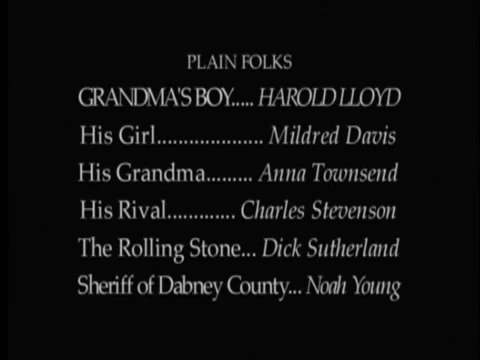 PLAIN FOLKS
GRANDMA'S BOY..... HAROLD LLOYD
His Girl..................... Mildred Davis
His Grandma......... Anna Townsend
His Rival............. Charles Stevenson
The Rolling Stone... Dick Sutherland
Sheriff of Dabney County... Noah Young